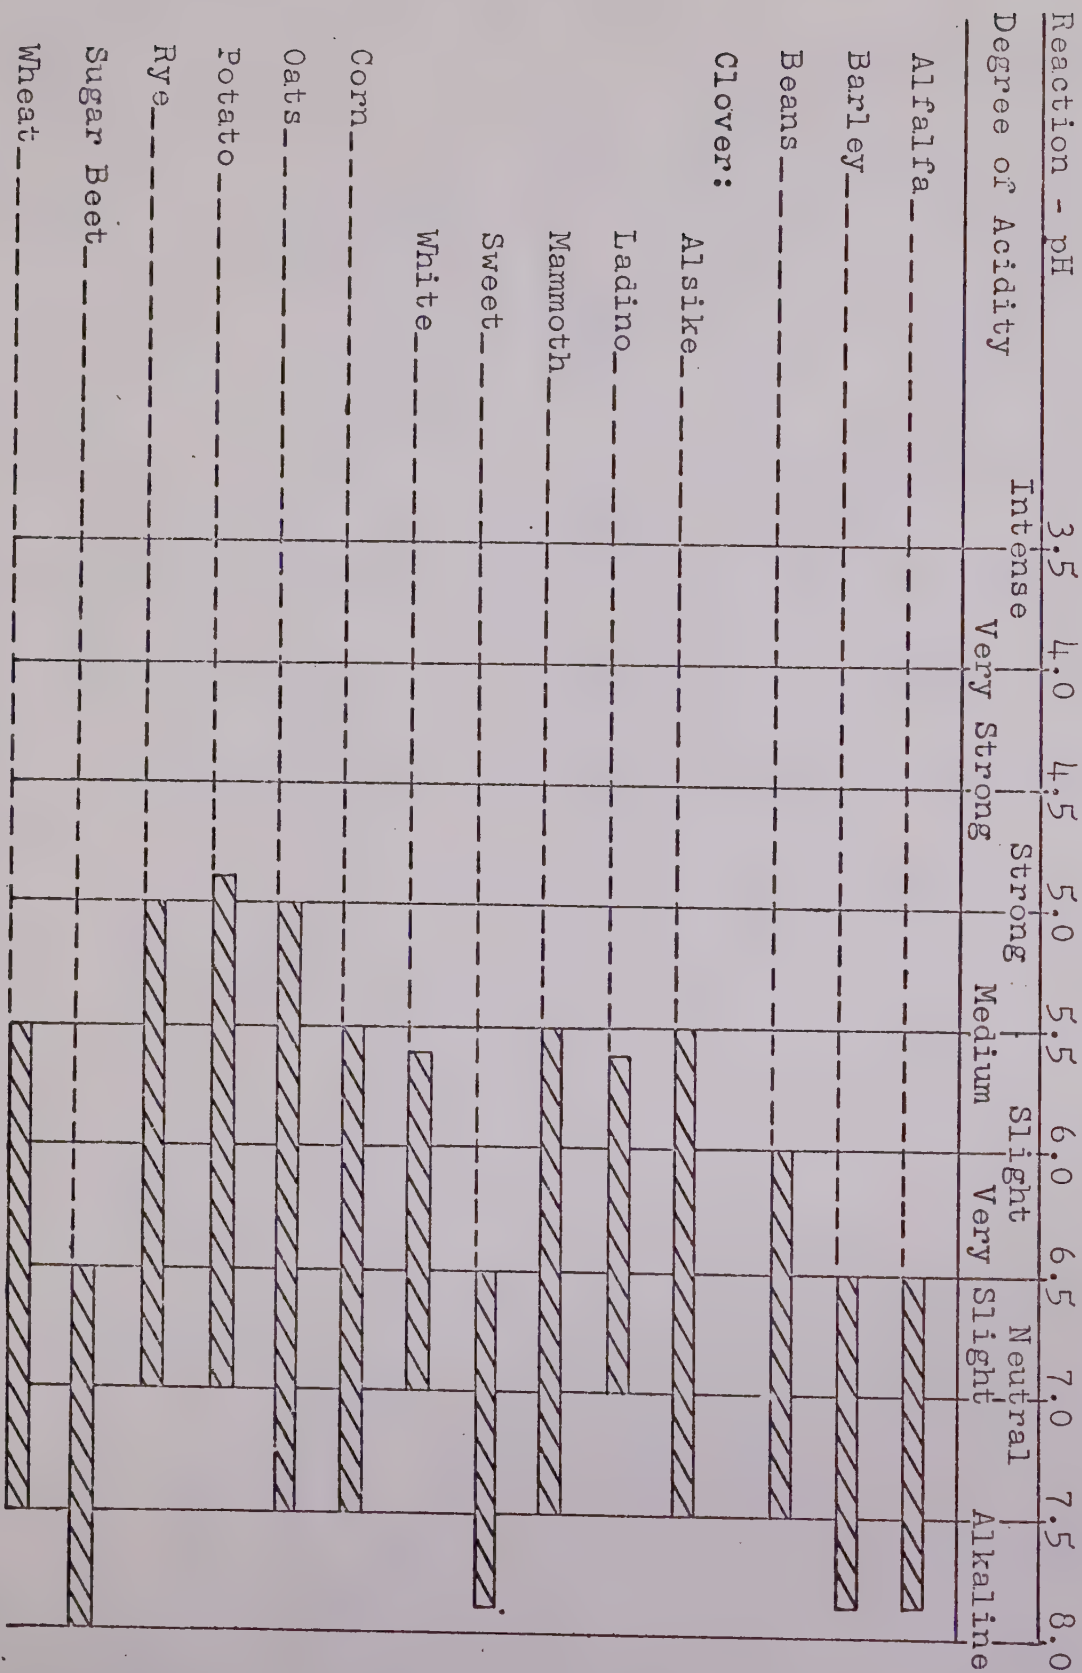 Reaction - pH 3.5 4.0 4.5 5.0 5.5 6.0 6.5 7.0 7.5 8.0
Degree of Acidity Intense Very Strong Strong Medium Slight Very Slight Neutral Alkaline
Alfalfa
Barley
Beans
Clover:
Alsike
Ladino
Mammoth
Sweet
White
Corn
Oats
Potato
Rye
Sugar Beet
Wheat